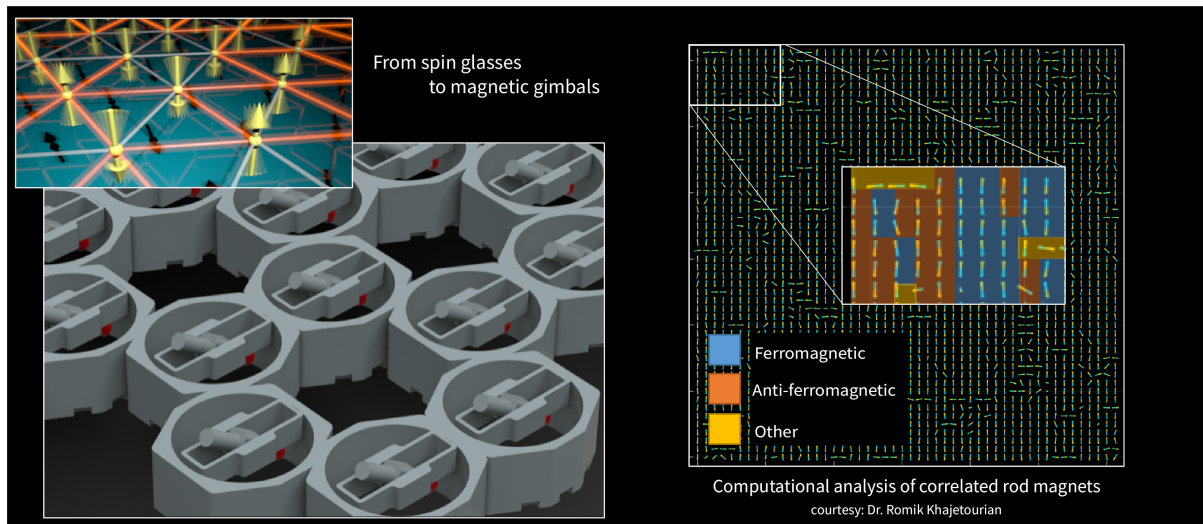 From spin glasses
to magnetic gimbals
Ferromagnetic
Anti-ferromagnetic
Other
Computational analysis of correlated rod magnets
courtesy: Dr. Romik Khajetourian